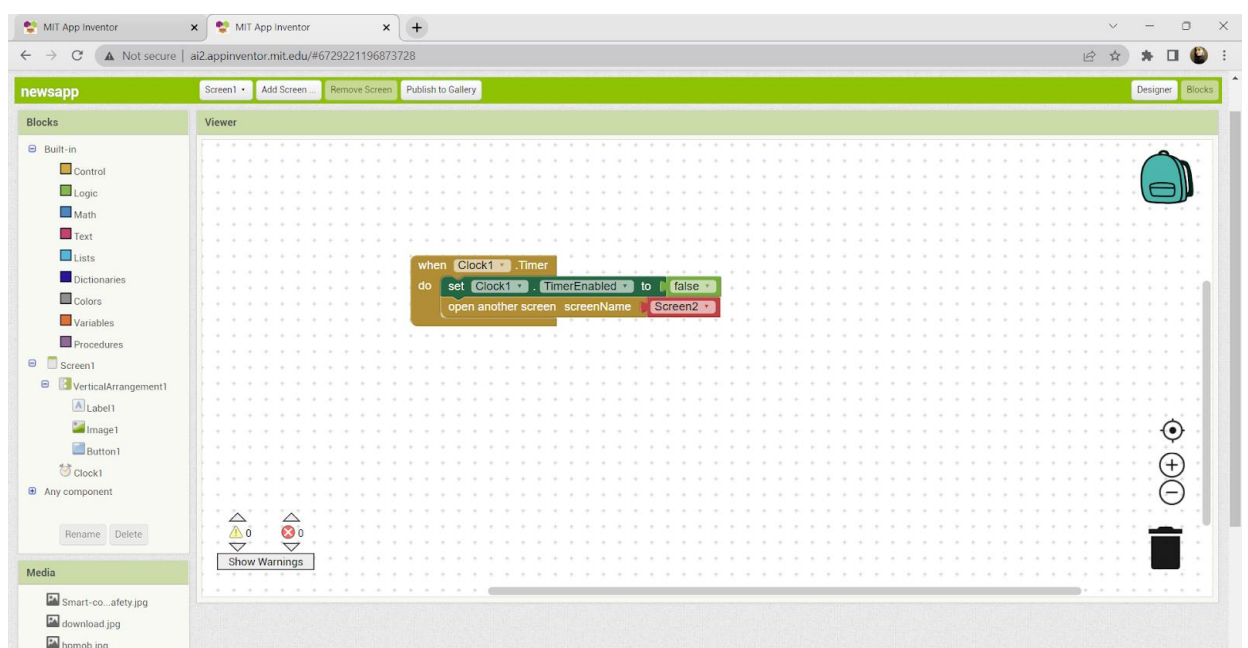 MIT App Inventor
MIT App Inventor
Not secure | ai2.appinventor.mit.edu/#6729221196873728
newsapp
Screen1
Add Screen ...
Remove Screen
Publish to Gallery
Designer
Blocks
Blocks
Viewer
Built-in
Control
Logic
Math
Text
Lists
Dictionaries
Colors
Variables
Procedures
Screen1
VerticalArrangement1
A Label1
Image1
Button1
Clock1
Any component
Rename
Delete
when Clock1 .Timer
do set Clock1 . TimerEnabled to false
open another screen screenName Screen2
0
0
Show Warnings
Media
Smart-co...afety.jpg
download.jpg
hpmob.jpg